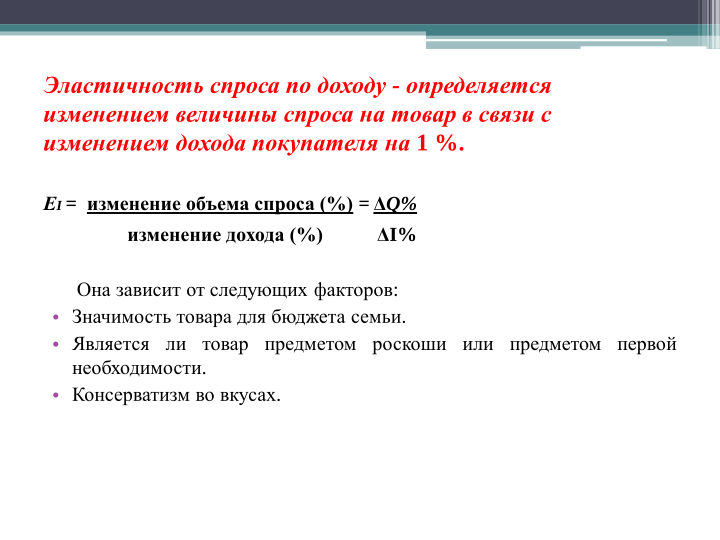 Эластичность спроса по доходу - определяется
изменением величины спроса на товар в связи с
изменением дохода покупателя на 1 %.
EI = изменение объема спроса (%) = ΔQ%
изменение дохода (%) ΔI%
Она зависит от следующих факторов:
• Значимость товара для бюджета семьи.
• Является ли товар предметом роскоши или предметом первой
необходимости.
• Консерватизм во вкусах.